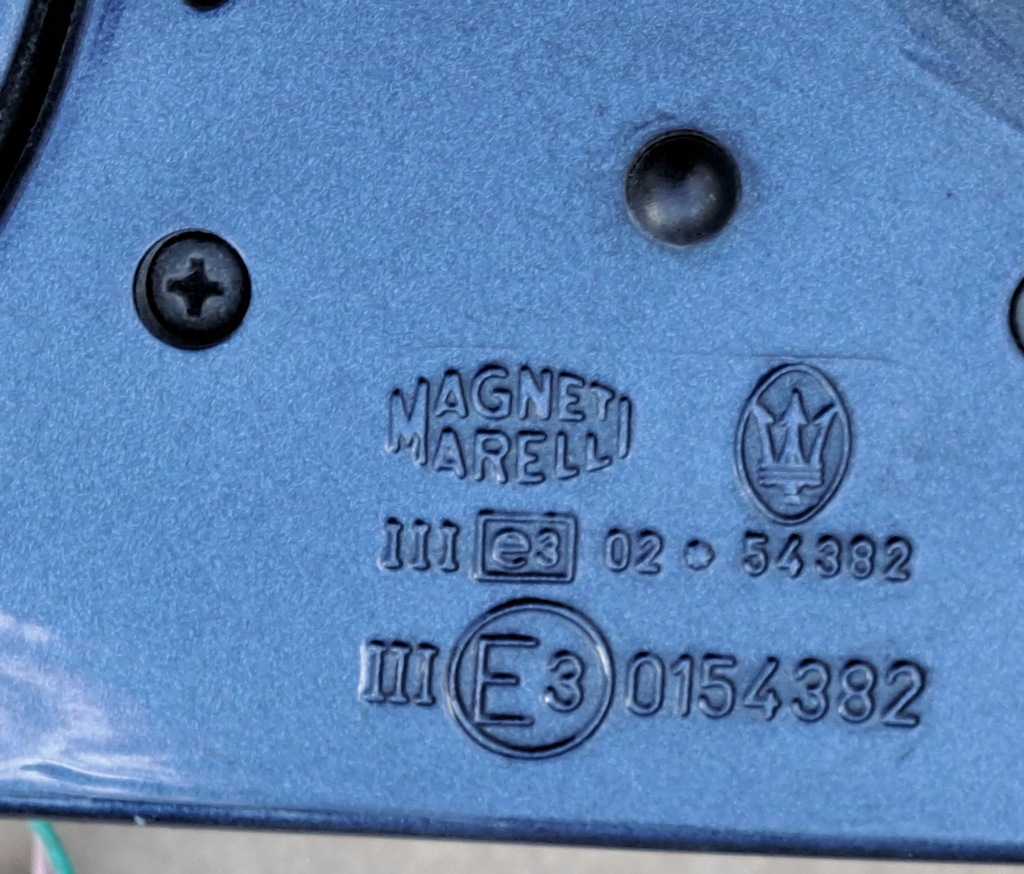 MAGNETI
MARELLI
III e3 02 • 54382
III E3 0154382